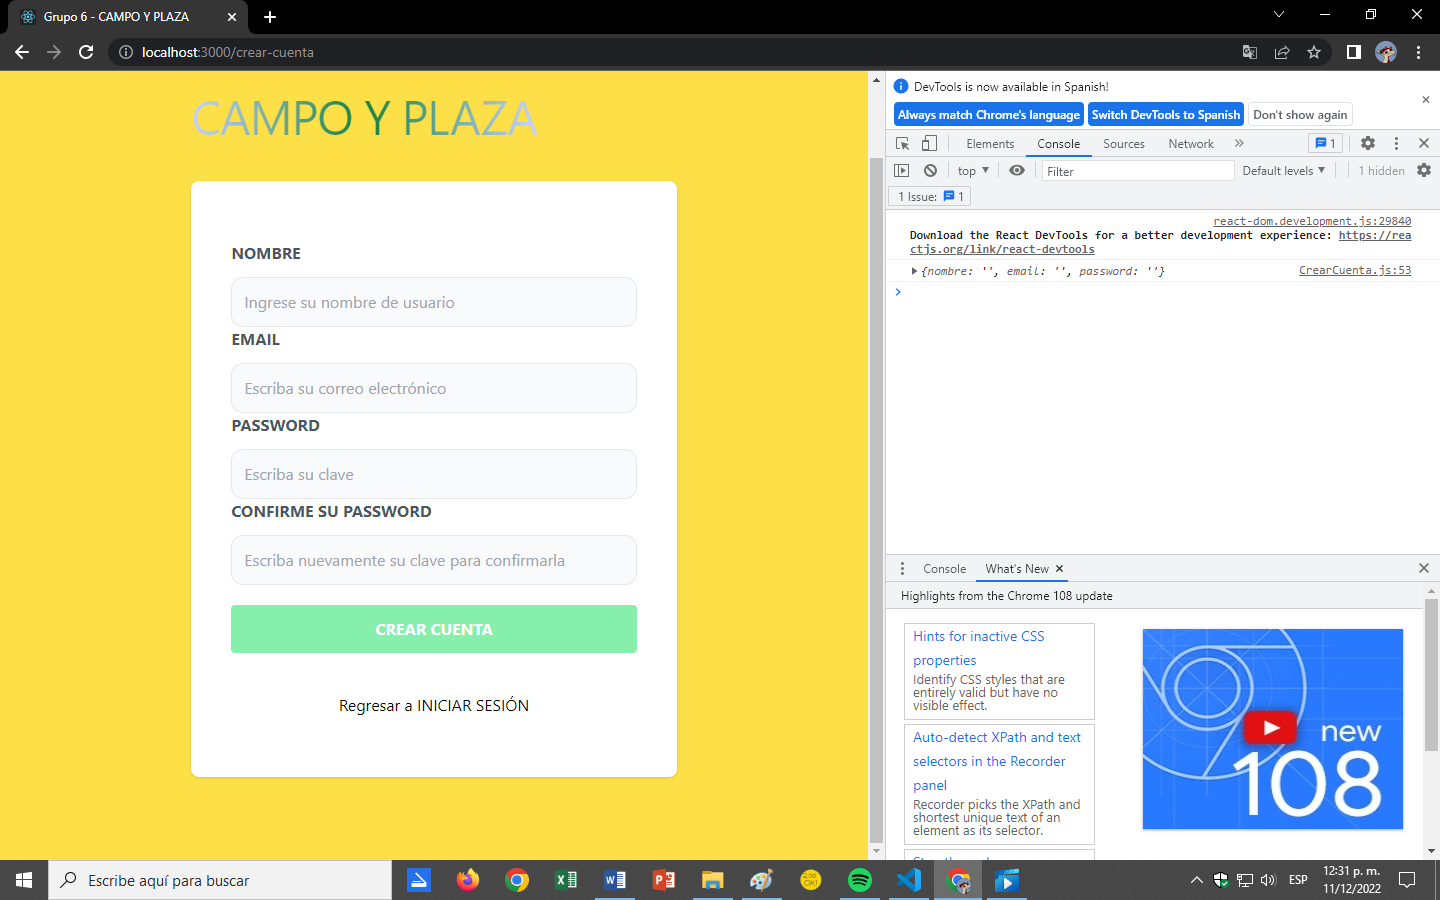 Grupo 6 - CAMPO Y PLAZA
localhost:3000/crear-cuenta
CAMPO Y PLAZA
NOMBRE
Ingrese su nombre de usuario
EMAIL
Escriba su correo electrónico
PASSWORD
Escriba su clave
CONFIRME SU PASSWORD
Escriba nuevamente su clave para confirmarla
CREAR CUENTA
Regresar a INICIAR SESIÓN
DevTools is now available in Spanish!
Always match Chrome's language
Switch DevTools to Spanish
Don't show again
Elements
Console
Sources
Network
1
top
Filter
Default levels
1 hidden
1 Issue:
1
react-dom.development.js:29840
Download the React DevTools for a better development experience: https://rea
ctjs.org/link/react-devtools
{nombre: '', email: '', password: ''}
CrearCuenta.js:53
Console
What's New
Highlights from the Chrome 108 update
Hints for inactive CSS
properties
Identify CSS styles that are
entirely valid but have no
visible effect.
Auto-detect XPath and text
selectors in the Recorder
panel
Recorder picks the XPath and
shortest unique text of an
element as its selector.
new
108
Escribe aquí para buscar
ESP
12:31 p. m.
11/12/2022